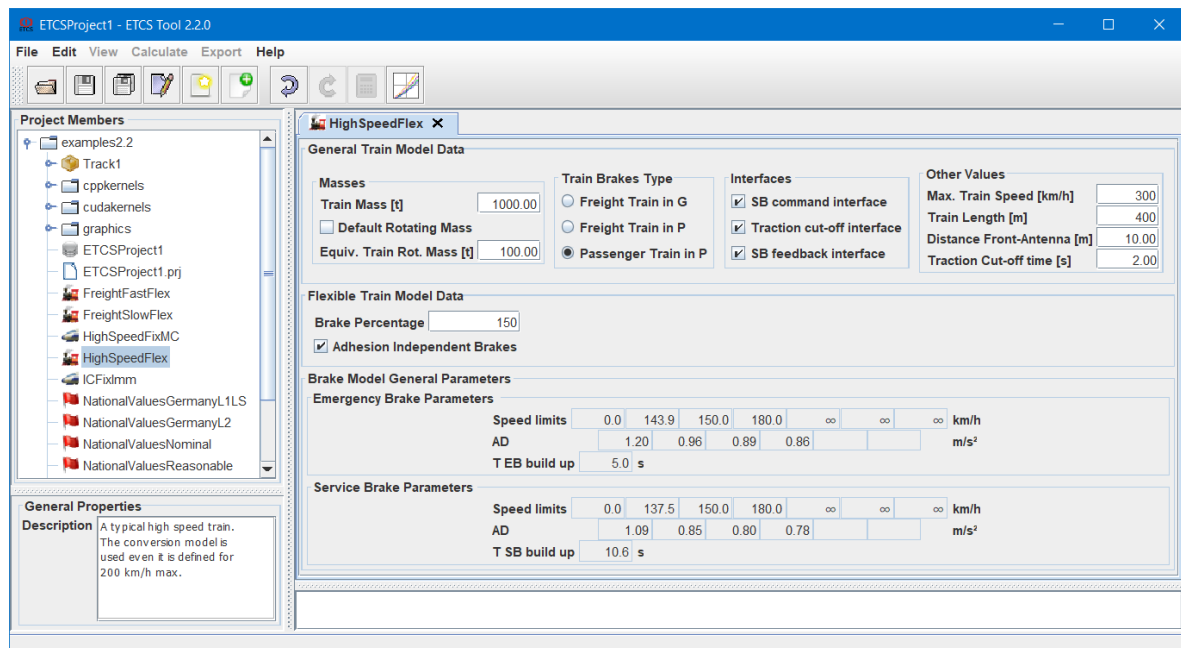 ETCSProject1 - ETCS Tool 2.2.0
File Edit View Calculate Export Help
Project Members
examples2.2
Track1
cppkernels
cudakernels
graphics
ETCSProject1
ETCSProject1.prj
FreightFastFlex
FreightSlowFlex
HighSpeedFixMC
HighSpeedFlex
ICFixImm
NationalValuesGermanyL1LS
NationalValuesGermanyL2
NationalValuesNominal
NationalValuesReasonable
General Properties
Description
A typical high speed train.
The conversion model is
used even it is defined for
200 km/h max.
HighSpeedFlex
General Train Model Data
Masses
Train Mass [t] 1000.00
Default Rotating Mass
Equiv. Train Rot. Mass [t] 100.00
Train Brakes Type
Freight Train in G
Freight Train in P
Passenger Train in P
Interfaces
SB command interface
Traction cut-off interface
SB feedback interface
Other Values
Max. Train Speed [km/h] 300
Train Length [m] 400
Distance Front-Antenna [m] 10.00
Traction Cut-off time [s] 2.00
Flexible Train Model Data
Brake Percentage 150
Adhesion Independent Brakes
Brake Model General Parameters
Emergency Brake Parameters
Speed limits 0.0 143.9 150.0 180.0 ∞ ∞ ∞ km/h
AD 1.20 0.96 0.89 0.86 m/s²
T EB build up 5.0 s
Service Brake Parameters
Speed limits 0.0 137.5 150.0 180.0 ∞ ∞ ∞ km/h
AD 1.09 0.85 0.80 0.78 m/s²
T SB build up 10.6 s